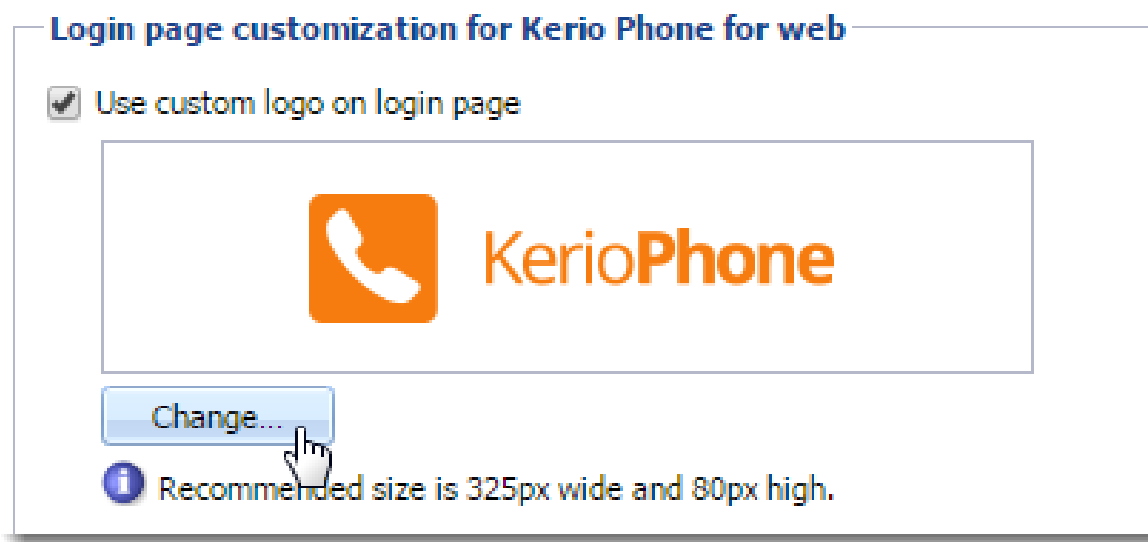 Login page customization for Kerio Phone for web
Use custom logo on login page
KerioPhone
Change...
Recommended size is 325px wide and 80px high.